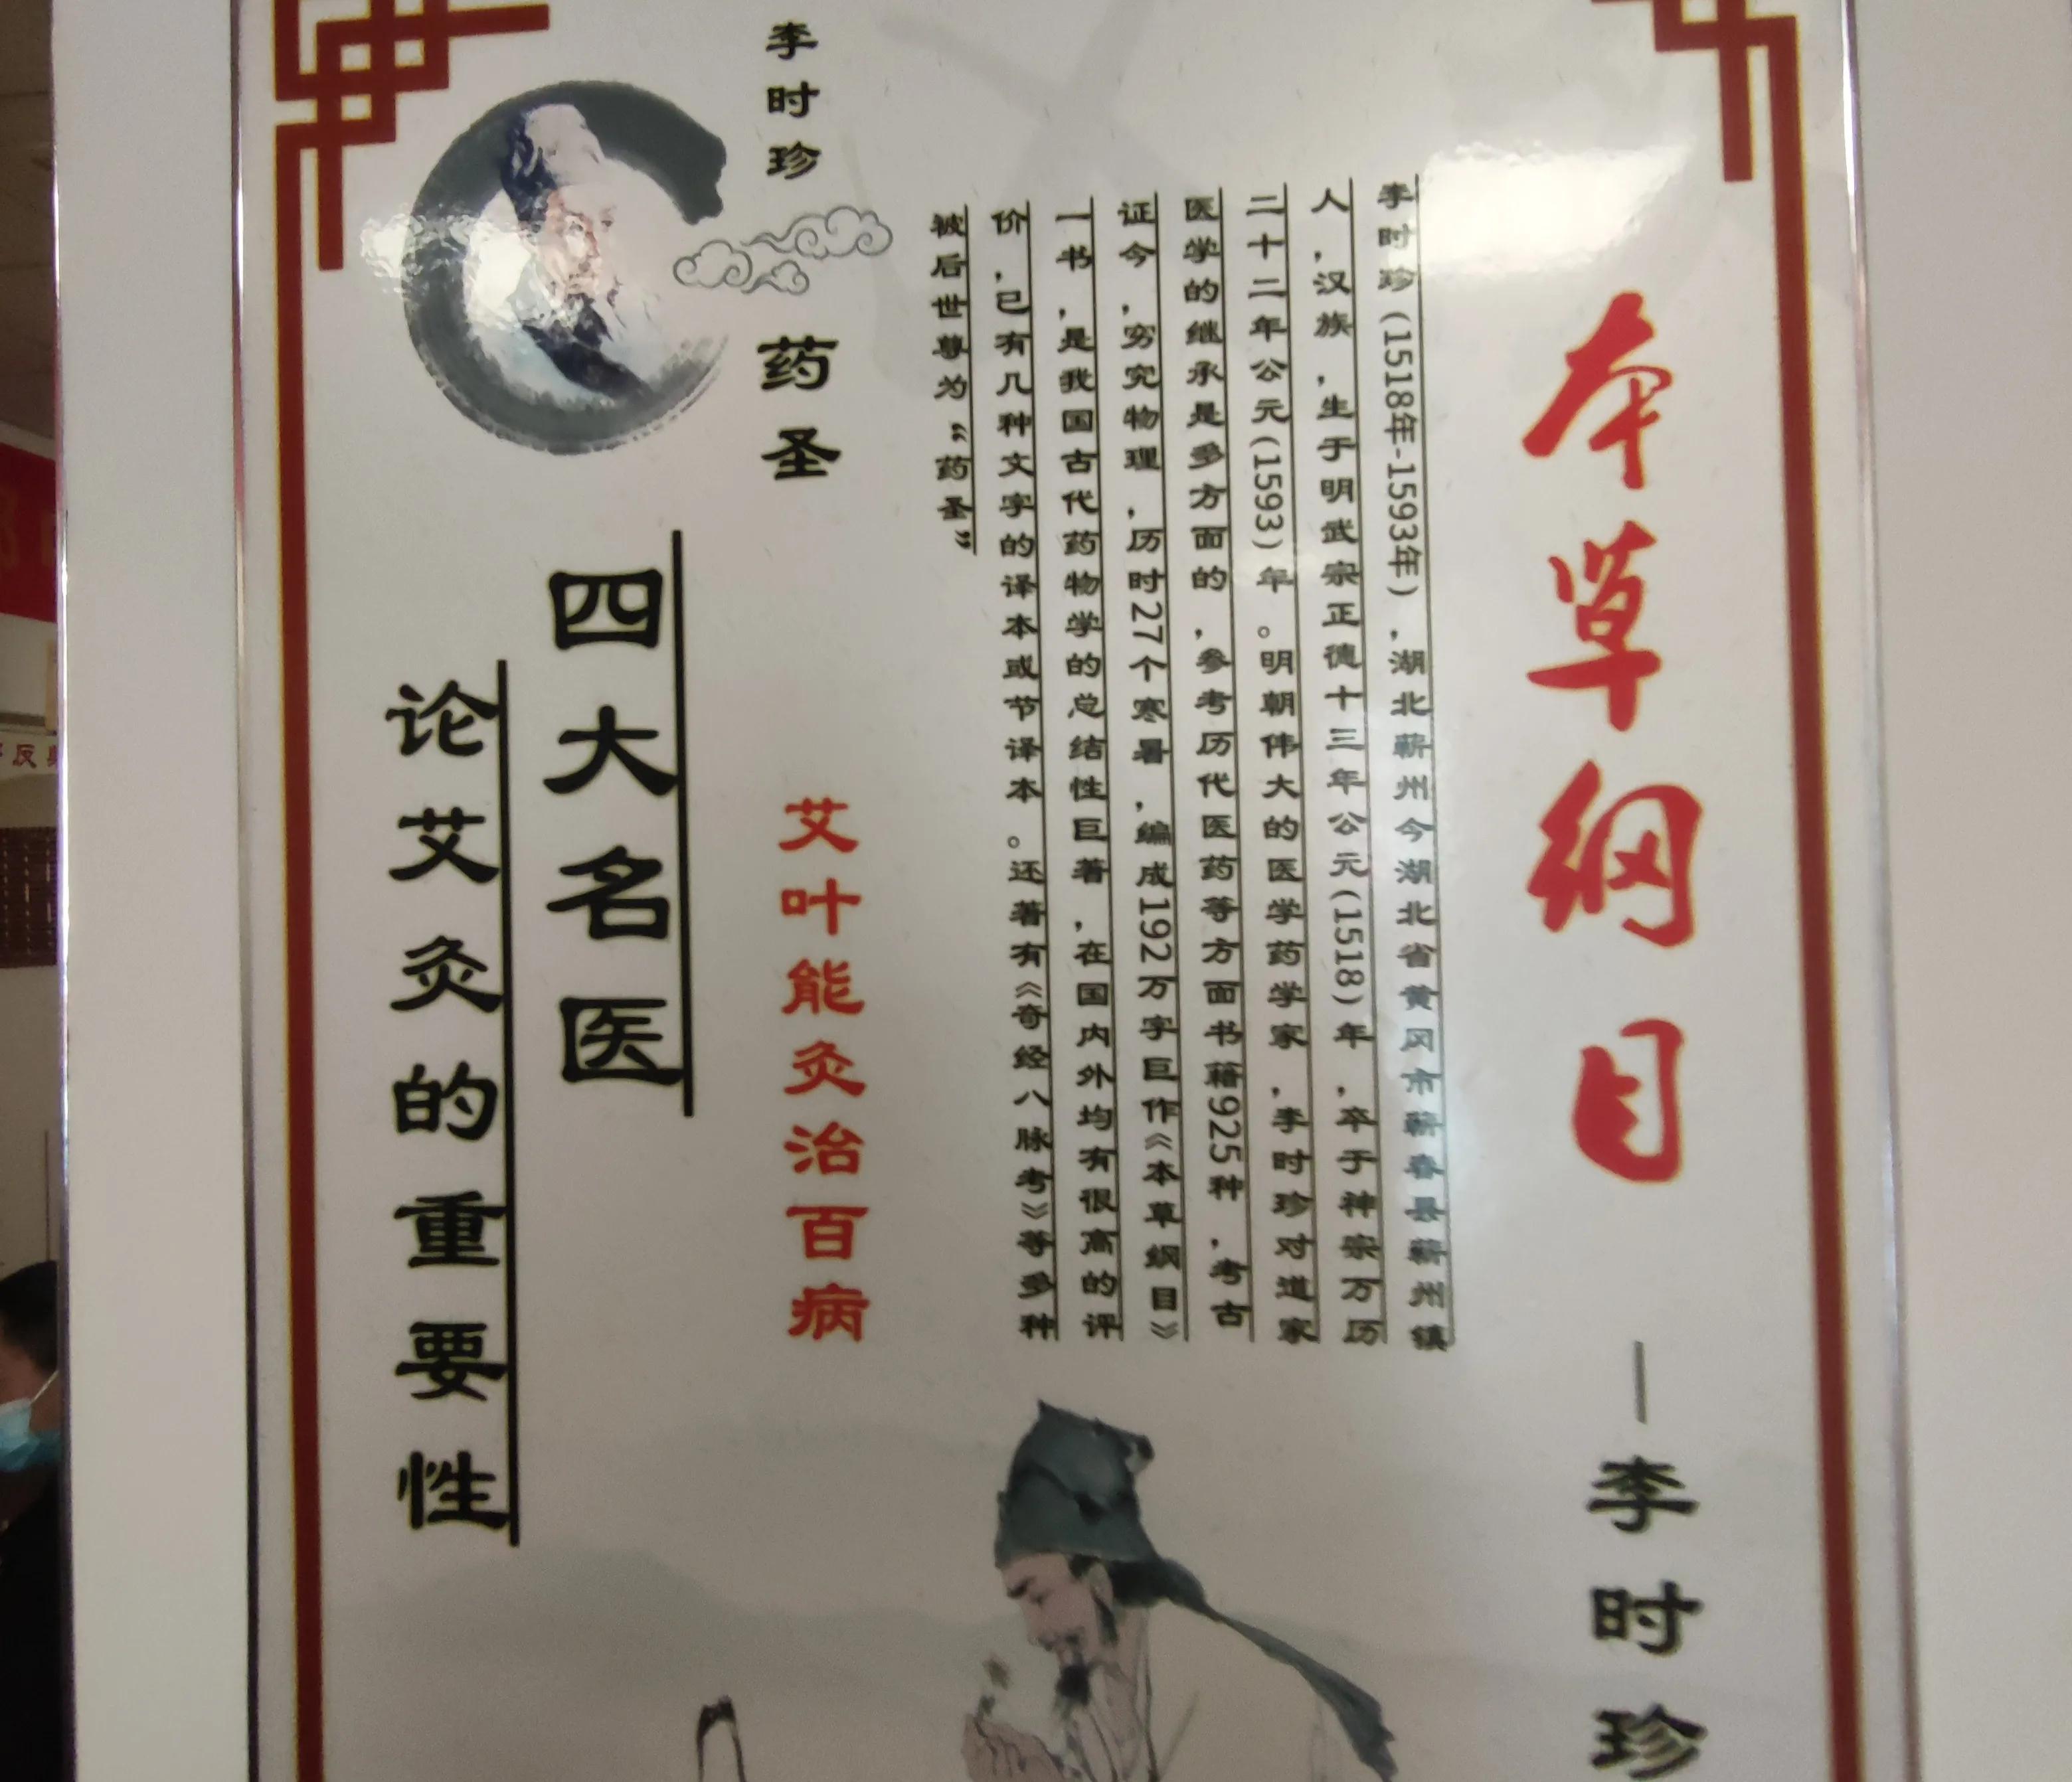 本草纲目
—李时珍
李时珍(1518年-1593年),湖北蕲州今湖北省黄冈市蕲春县蕲州镇
人,汉族,生于明武宗正德十三年公元(1518)年,卒于神宗万历
二十二年公元(1593)年。明朝伟大的医学药学家,李时珍对道家
医学的继承是多方面的,参考历代医药等方面书籍925种,考古
证今,穷究物理,历时27个寒暑,编成192万字巨作《本草纲目》
一书,是我国古代药物学的总结性巨著,在国内外均有很高的评
价,已有几种文字的译本或节译本。还著有《奇经八脉考》等多种
被后世尊为“药圣”
李时珍
药圣
艾叶能灸治百病
四大名医
论艾灸的重要性